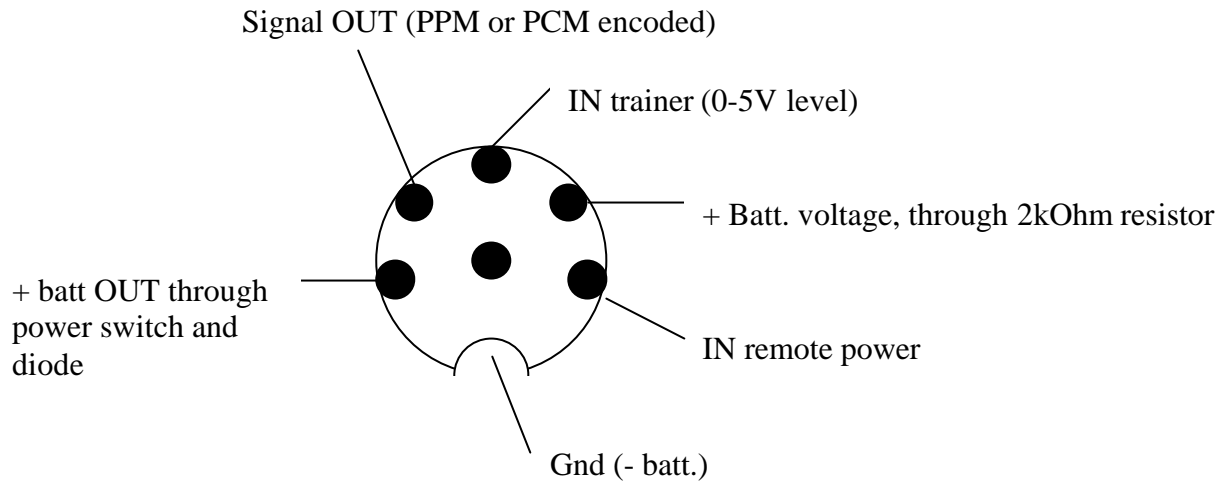 Signal OUT (PPM or PCM encoded)
IN trainer (0-5V level)
+ Batt. voltage, through 2kOhm resistor
+ batt OUT through
power switch and
diode
IN remote power
Gnd (- batt.)